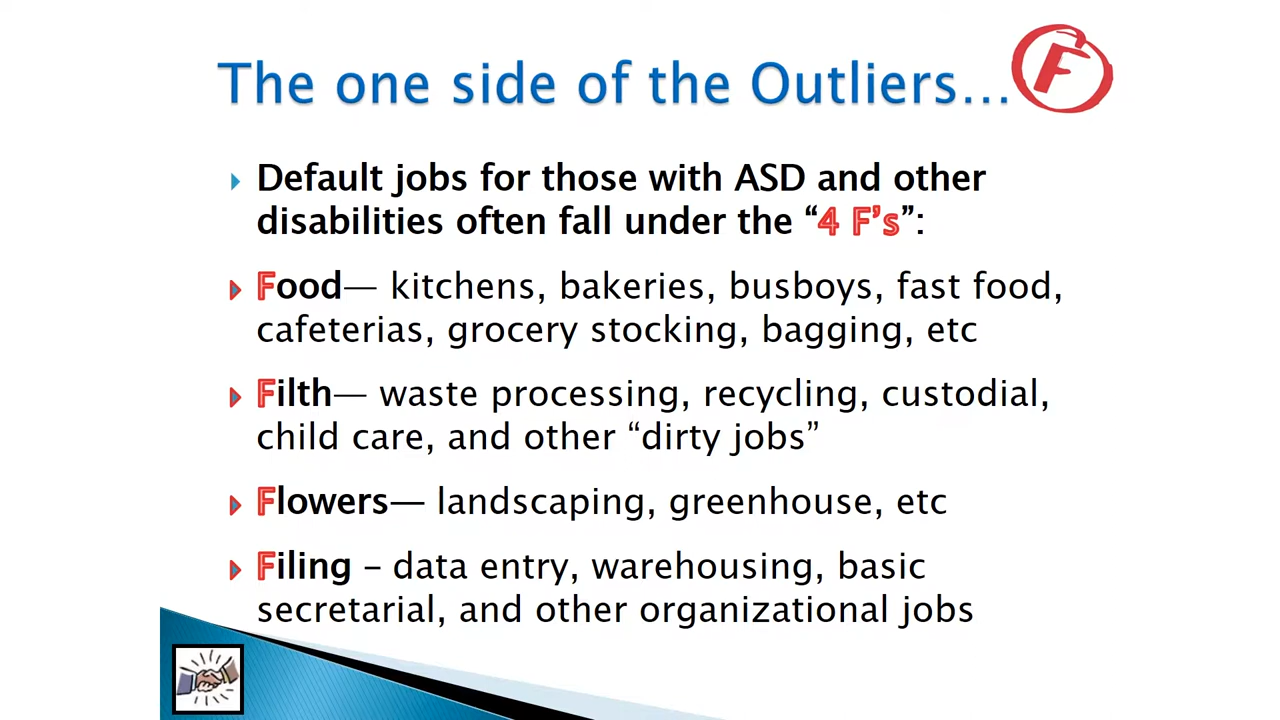 The one side of the Outliers...
F
Default jobs for those with ASD and other
disabilities often fall under the “4 F’s”:
Food— kitchens, bakeries, busboys, fast food,
cafeterias, grocery stocking, bagging, etc
Filth— waste processing, recycling, custodial,
child care, and other “dirty jobs”
Flowers— landscaping, greenhouse, etc
Filing – data entry, warehousing, basic
secretarial, and other organizational jobs